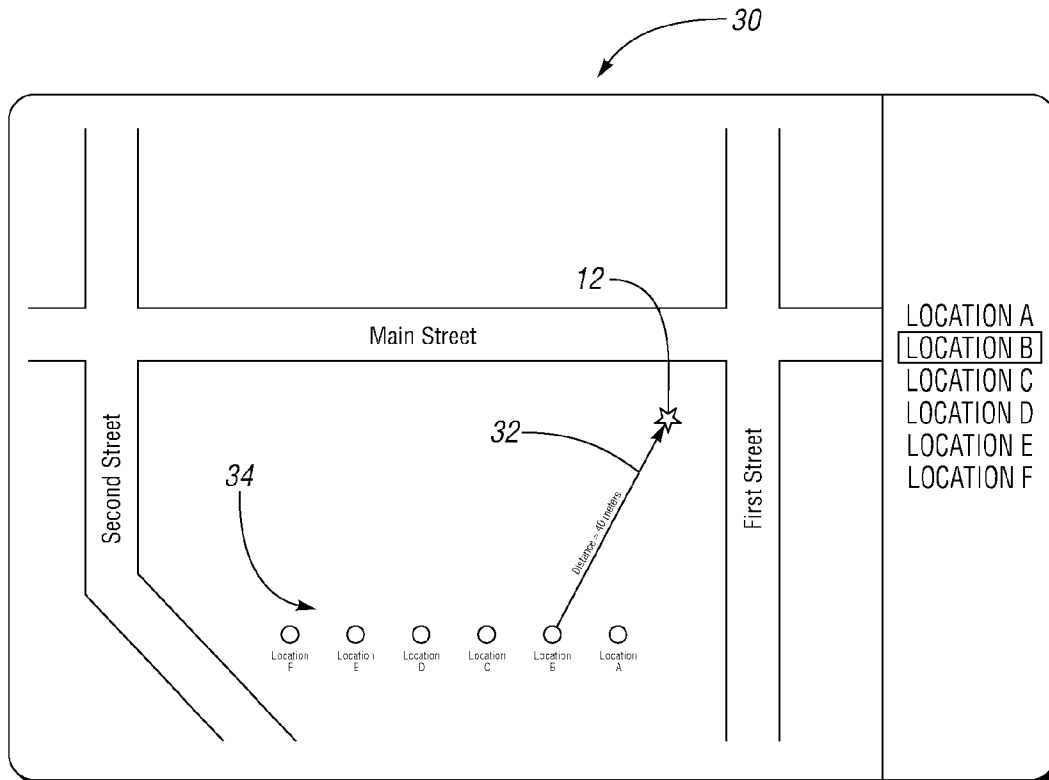 30
12
Main Street
LOCATION A
LOCATION B
LOCATION C
LOCATION D
LOCATION E
LOCATION F
32
34
Second Street
First Street
Distance = 40 meters
Location
F
Location
E
Location
D
Location
C
Location
B
Location
A